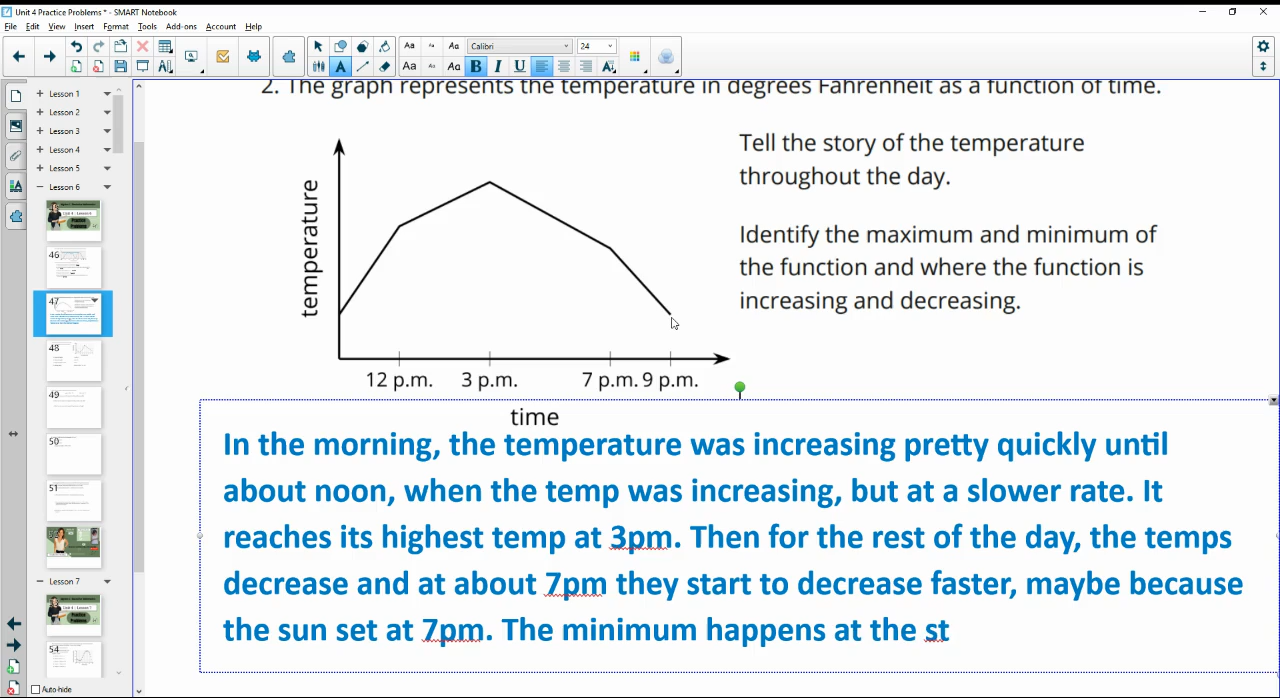 Unit 4 Practice Problems * - SMART Notebook
File Edit View Insert Format Tools Add-ons Account Help
Calibri
24
Lesson 1
Lesson 2
Lesson 3
Lesson 4
Lesson 5
Lesson 6
46
47
48
49
50
51
Lesson 7
54
Auto-hide
2. The graph represents the temperature in degrees Fahrenheit as a function of time.
temperature
12 p.m. 3 p.m. 7 p.m. 9 p.m.
time
Tell the story of the temperature
throughout the day.
Identify the maximum and minimum of
the function and where the function is
increasing and decreasing.
In the morning, the temperature was increasing pretty quickly until
about noon, when the temp was increasing, but at a slower rate. It
reaches its highest temp at 3pm. Then for the rest of the day, the temps
decrease and at about 7pm they start to decrease faster, maybe because
the sun set at 7pm. The minimum happens at the st